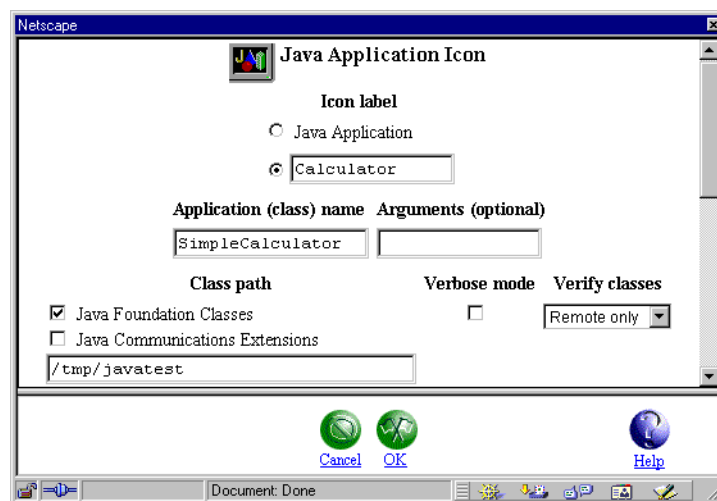 Netscape
Java Application Icon
Icon label
Java Application
Calculator
Application (class) name Arguments (optional)
SimpleCalculator
Class path Verbose mode Verify classes
Java Foundation Classes
Remote only
Java Communications Extensions
/tmp/javatest
Cancel OK Help
Document: Done